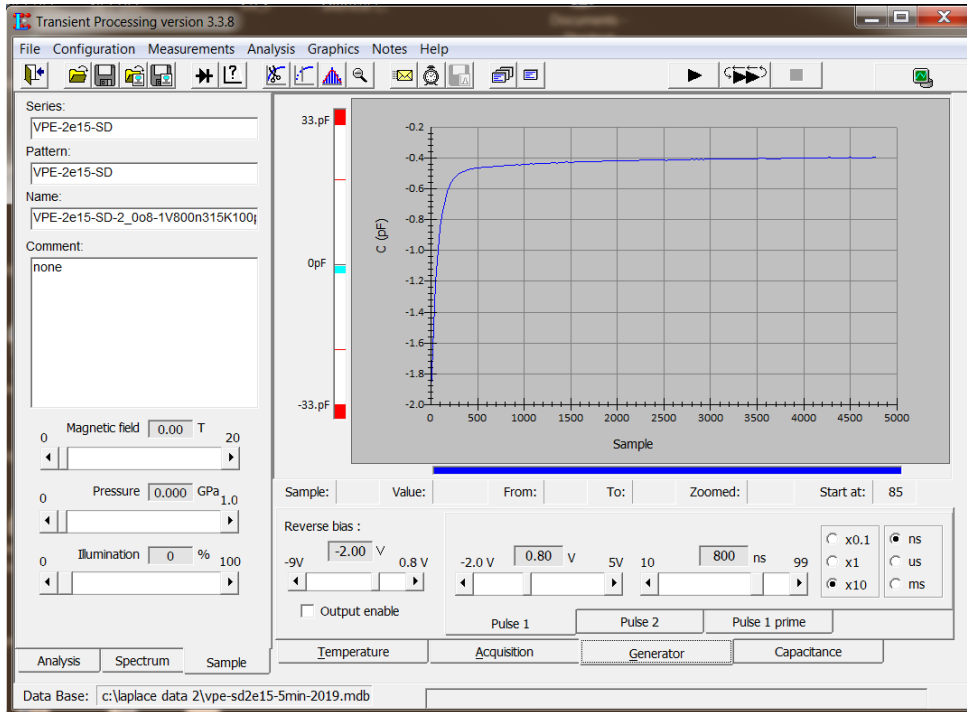 Transient Processing version 3.3.8
File Configuration Measurements Analysis Graphics Notes Help
Series:
VPE-2e15-SD
Pattern:
VPE-2e15-SD
Name:
VPE-2e15-SD-2_0o8-1V800n315K100p
Comment:
none
Magnetic field 0.00 T
0 20
Pressure 0.000 GPa
0 1.0
Illumination 0 %
0 100
Analysis Spectrum Sample
33.pF
0pF
-33.pF
C (pF)
-0.2
-0.4
-0.6
-0.8
-1.0
-1.2
-1.4
-1.6
-1.8
-2.0
0 500 1000 1500 2000 2500 3000 3500 4000 4500 5000
Sample
Sample: Value: From: To: Zoomed: Start at: 85
Reverse bias :
-2.00 V
-9V 0.8 V
Output enable
0.80 V
-2.0 V 5V
800 ns
10 99
x0.1 ns
x1 us
x10 ms
Pulse 1 Pulse 2 Pulse 1 prime
Temperature Acquisition Generator Capacitance
Data Base: c:\laplace data 2\vpe-sd2e15-5min-2019.mdb